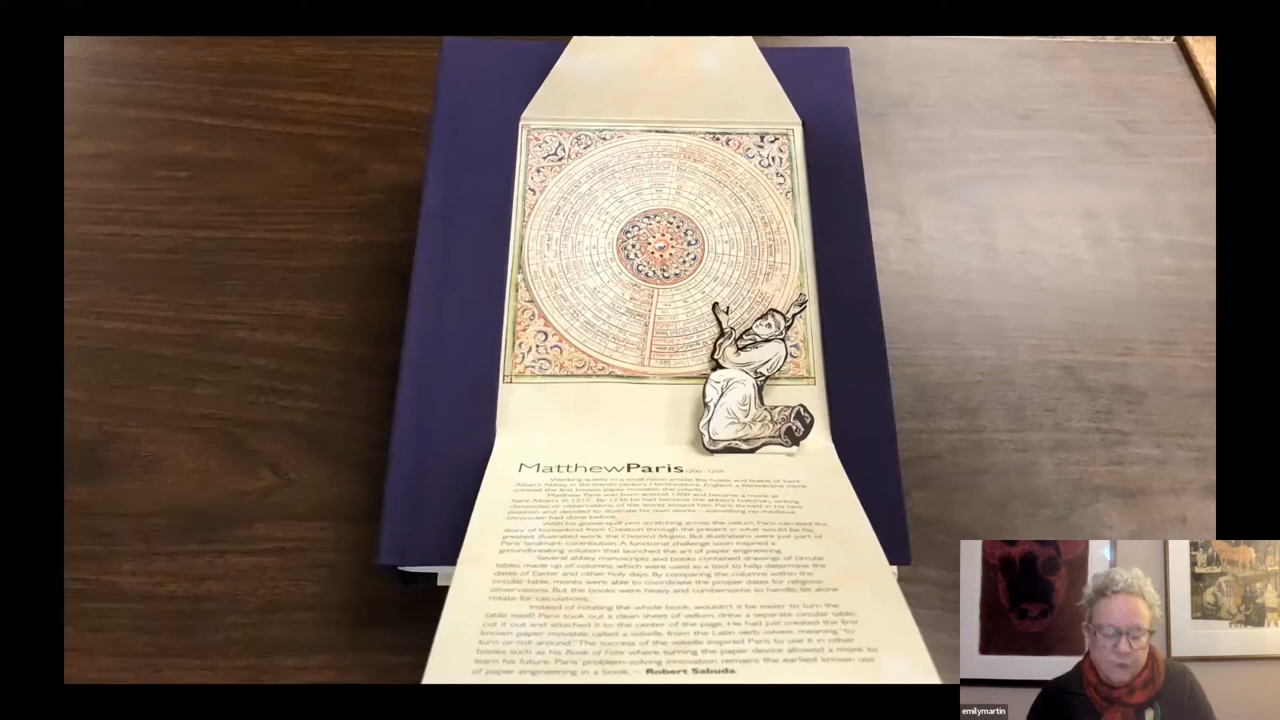 MatthewParis 1200 - 1259
Working quietly in a small room amidst the hustle and bustle of Saint
Alban's Abbey in thirteenth-century Hertfordshire, England, a Benedictine monk
created the first known paper movable, the volvelle.
Matthew Paris was born around 1200 and became a monk at
Saint Alban's in 1217. By 1236 he had become the abbey's historian, writing
chronicles, or observations, of the world around him. Paris thrived in his new
position and decided to illustrate his own works—something no medieval
chronicler had done before.
With his goose-quill pen scratching across the vellum, Paris narrated the
story of humankind from Creation through the present in what would be his
greatest illustrated work, the Chronica Majora. But illustrations were just part of
Paris' landmark contribution. A functional challenge soon inspired a
groundbreaking solution that launched the art of paper engineering.
Several abbey manuscripts and books contained drawings of circular
tables made up of columns, which were used as a tool to help determine the
dates of Easter and other holy days. By comparing the columns within the
circular table, monks were able to coordinate the proper dates for religious
observations. But the books were heavy and cumbersome to handle, let alone
rotate for calculations.
Instead of rotating the whole book, wouldn't it be easier to turn the
table itself? Paris took out a clean sheet of vellum, drew a separate circular table,
cut it out and attached it to the center of the page. He had just created the first
known paper movable called a volvelle, from the Latin verb volvere, meaning "to
turn or roll around." The success of the volvelle inspired Paris to use it in other
books such as his Book of Fate where turning the paper device allowed a monk to
learn his future. Paris' problem-solving innovation remains the earliest known use
of paper engineering in a book. — Robert Sabuda
emilymartin